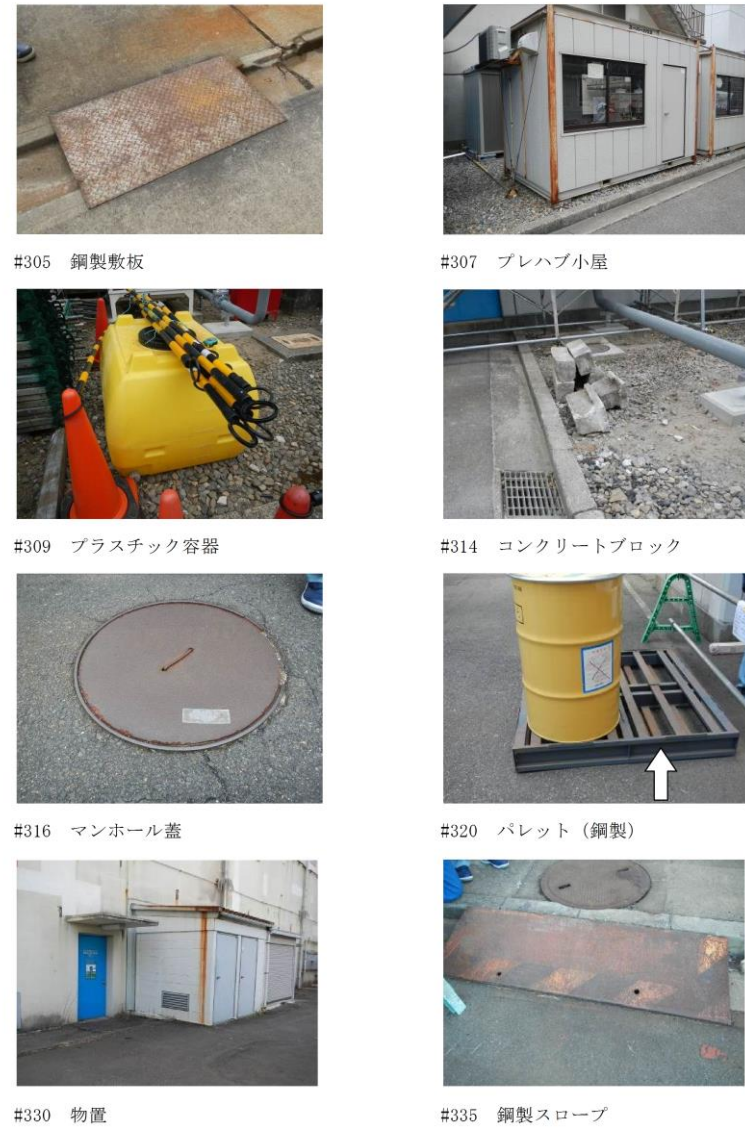 #305 鋼製敷板
#307 プレハブ小屋
#309 プラスチック容器
#314 コンクリートブロック
#316 マンホール蓋
#320 パレット（鋼製）
#330 物置
#335 鋼製スロープ